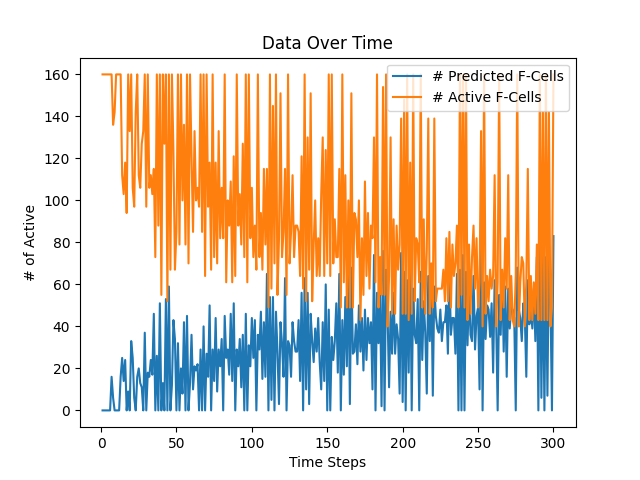 Data Over Time
# Predicted F-Cells
# Active F-Cells
160
140
120
100
80
60
40
20
0
# of Active
0 50 100 150 200 250 300
Time Steps